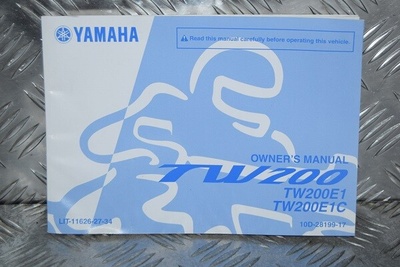 YAMAHA
Read this manual carefully before operating this vehicle.
OWNER'S MANUAL
TW200
TW200E1
TW200E1C
LIT-11626-27-34
10D-28199-17